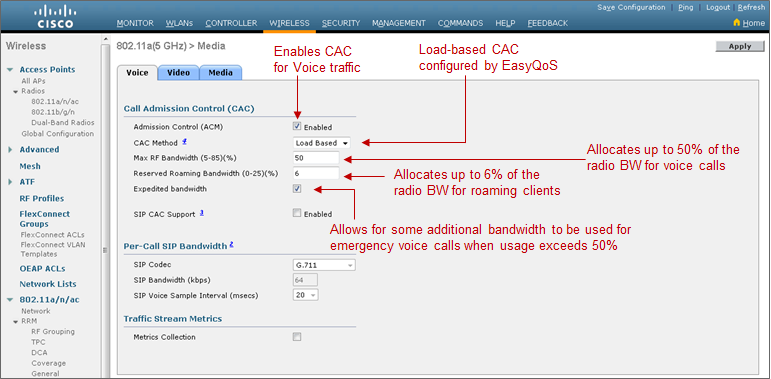 Save Configuration | Ping | Logout | Refresh
CISCO
MONITOR WLANs CONTROLLER WIRELESS SECURITY MANAGEMENT COMMANDS HELP FEEDBACK
Home
Wireless
802.11a(5 GHz) > Media
Apply
Enables CAC
for Voice traffic
Load-based CAC
configured by EasyQoS
Access Points
All APs
Radios
802.11a/n/ac
802.11b/g/n
Dual-Band Radios
Global Configuration
Advanced
Mesh
ATF
RF Profiles
FlexConnect
Groups
FlexConnect ACLs
FlexConnect VLAN
Templates
OEAP ACLs
Network Lists
802.11a/n/ac
Network
RRM
RF Grouping
TPC
DCA
Coverage
General
Voice Video Media
Call Admission Control (CAC)
Admission Control (ACM) Enabled
CAC Method 4 Load Based
Max RF Bandwidth (5-85)(%) 50
Allocates up to 50% of the
radio BW for voice calls
Reserved Roaming Bandwidth (0-25)(%) 6
Allocates up to 6% of the
radio BW for roaming clients
Expedited bandwidth
SIP CAC Support 3 Enabled
Allows for some additional bandwidth to be used for
emergency voice calls when usage exceeds 50%
Per-Call SIP Bandwidth 2
SIP Codec G.711
SIP Bandwidth (kbps) 64
SIP Voice Sample Interval (msecs) 20
Traffic Stream Metrics
Metrics Collection